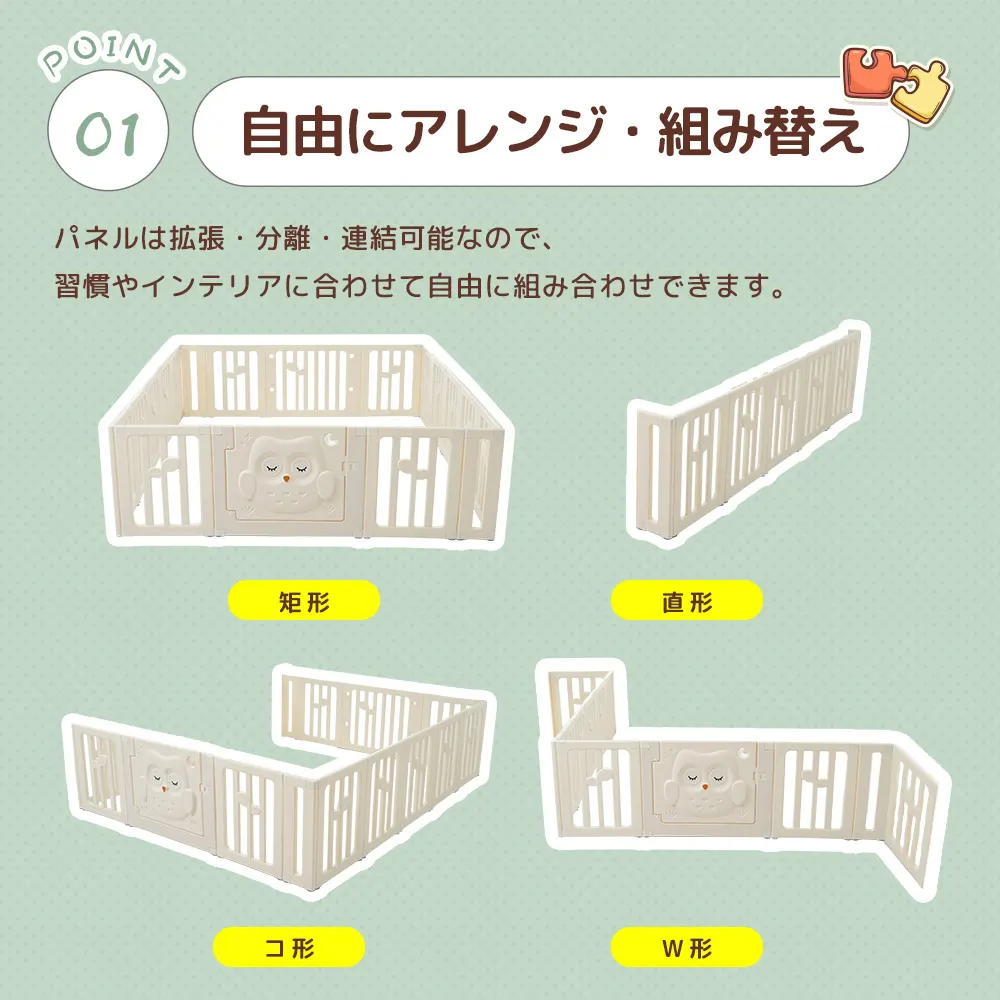 POINT
01
自由にアレンジ・組み替え
パネルは拡張・分離・連結可能なので、
習慣やインテリアに合わせて自由に組み合わせできます。
矩形
直形
コ形
W形